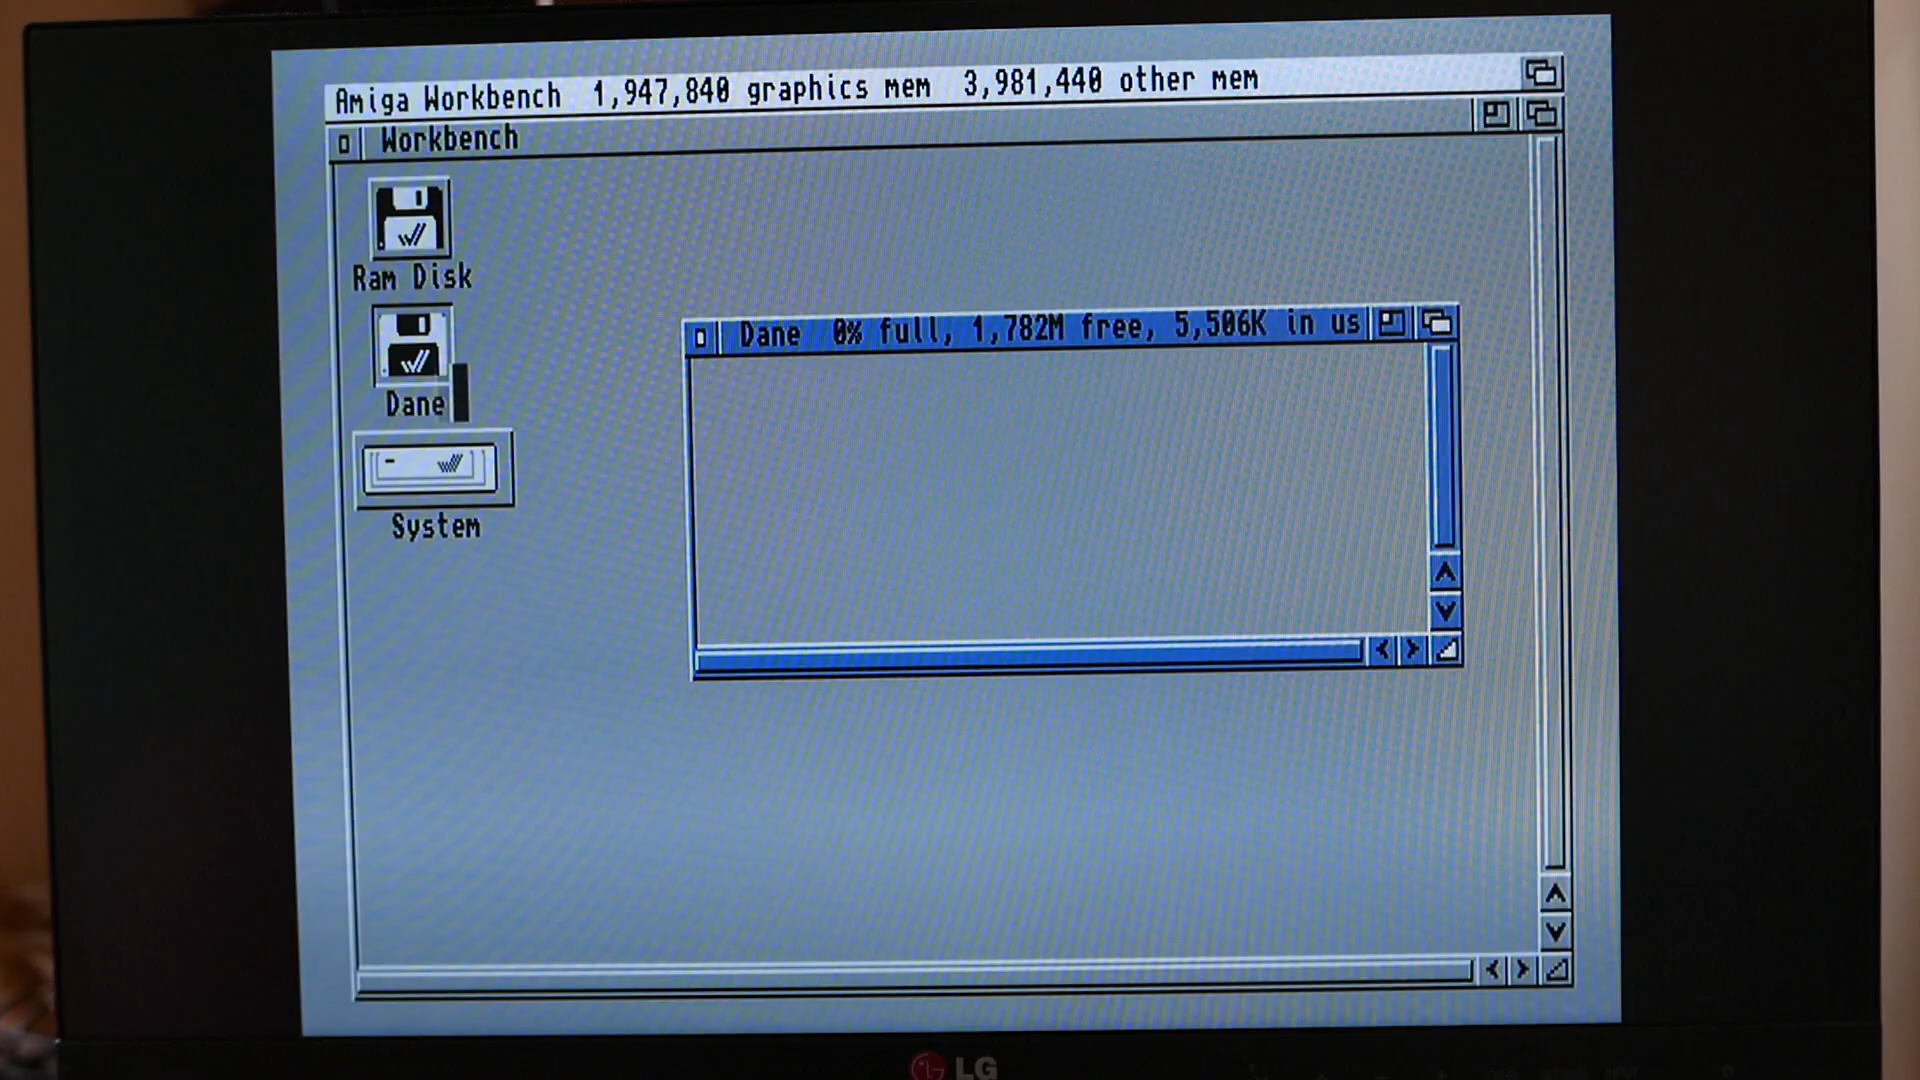 Amiga Workbench 1,947,840 graphics mem 3,981,440 other mem
Workbench
Ram Disk
Dane 0% full, 1,782M free, 5,506K in us
Dane
System
LG